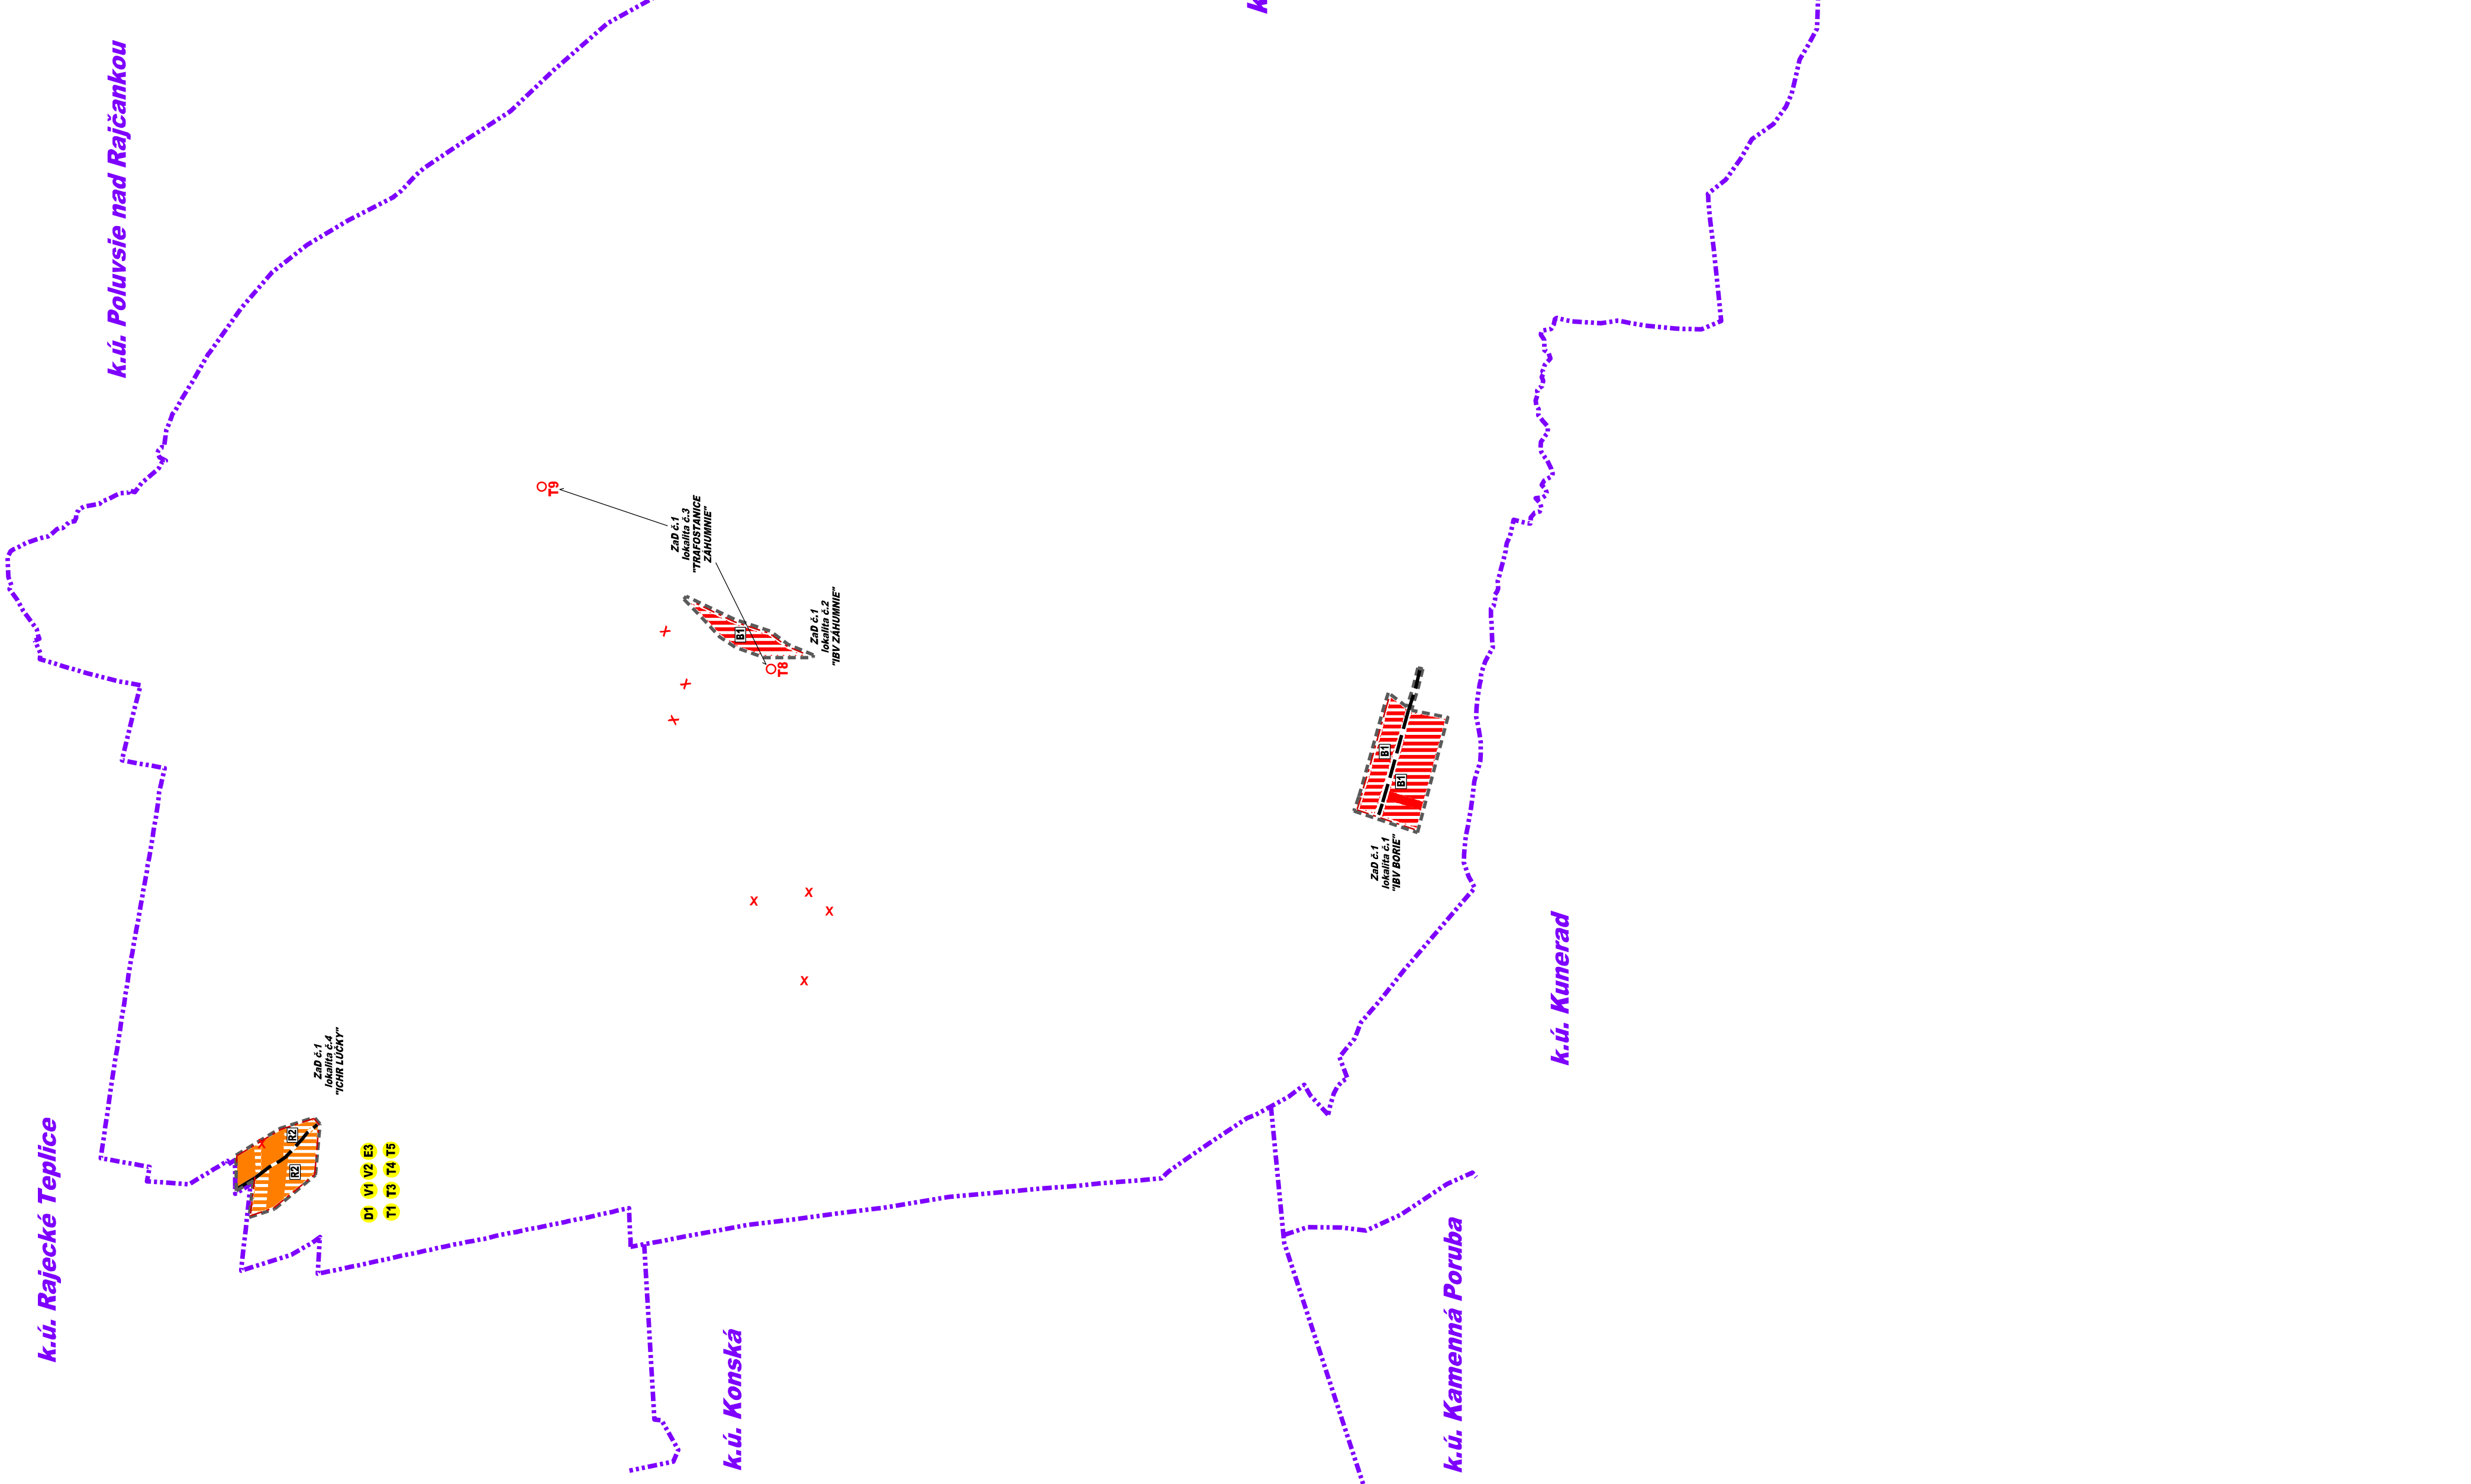 k.ú. Poluvsie nad Rajčankou
T9
ZaD č.1
lokalita č.3
"TRAFOSTANICE
ZÁHUMNIE"
B1
T8
ZaD č.1
lokalita č.2
"IBV ZÁHUMNIE"
x
x
x
B1
B1
ZaD č.1
lokalita č.1
"IBV BORIE"
x
x
x
x
k.ú. Kunerad
ZaD č.1
lokalita č.4
"ICHR LÚČKY"
x
R2
R2
D1 V1 V2 E3
T1 T3 T4 T5
k.ú. Rajecké Teplice
k.ú. Konská
k.ú. Kamenná Poruba